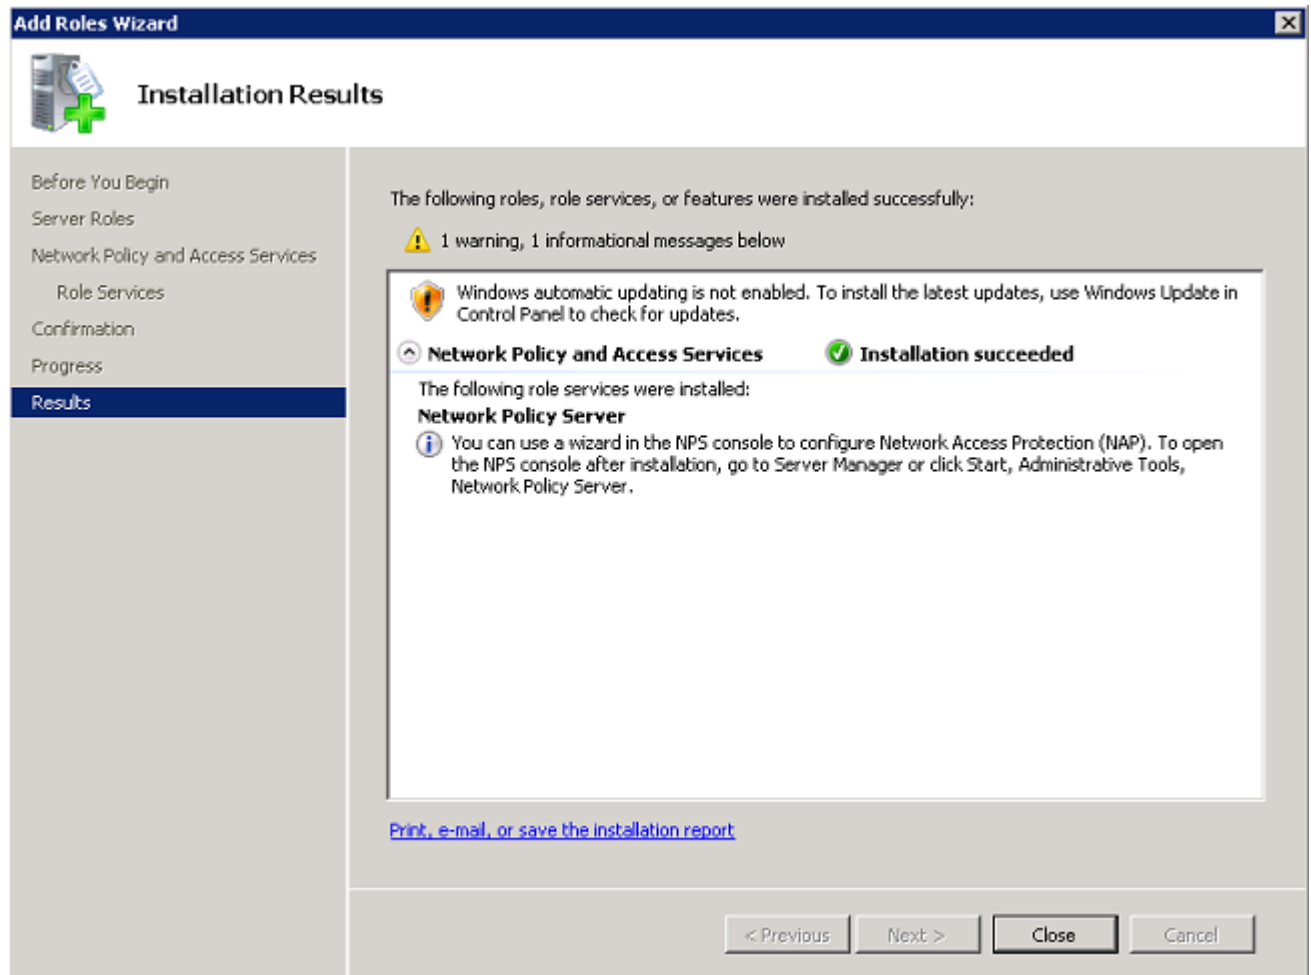 Add Roles Wizard
Installation Results
Before You Begin
Server Roles
Network Policy and Access Services
Role Services
Confirmation
Progress
Results
The following roles, role services, or features were installed successfully:
1 warning, 1 informational messages below
Windows automatic updating is not enabled. To install the latest updates, use Windows Update in
Control Panel to check for updates.
Network Policy and Access Services Installation succeeded
The following role services were installed:
Network Policy Server
You can use a wizard in the NPS console to configure Network Access Protection (NAP). To open
the NPS console after installation, go to Server Manager or click Start, Administrative Tools,
Network Policy Server.
Print, e-mail, or save the installation report
< Previous Next > Close Cancel